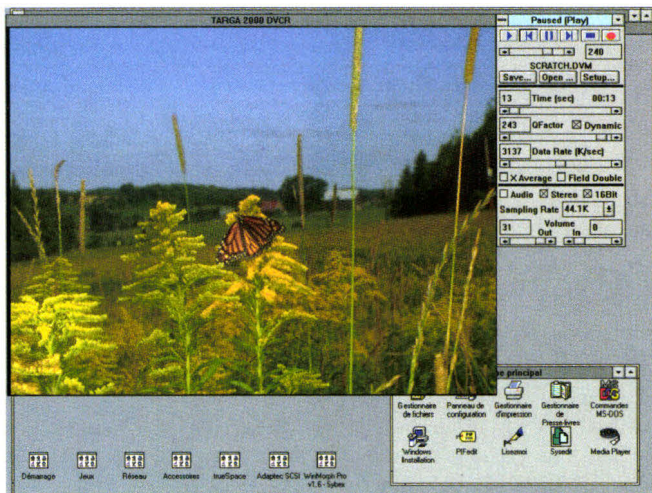 TARGA 2000 DVCR
Paused (Play)
240
SCRATCH.DVM
Save... Open ... Setup...
13 Time (sec) 00:13
243 QFactor Dynamic
3137 Data Rate (K/sec)
X Average Field Double
Audio Stereo 16Bit
Sampling Rate 44.1K
31 Volume 0
Out In
principal
Gestionnaire de fichiers
Panneau de configuration
Gestionnaire d'impression
Gestionnaire de Presse-livres
Commandes MS-DOS
Windows Installation
PIFedit
Lisezmoi
Sysedit
Media Player
Démarrage
Jeux
Réseau
Accessoires
trueSpace
Adaptec SCSI
WinMorph Pro v1.6 - Sybex